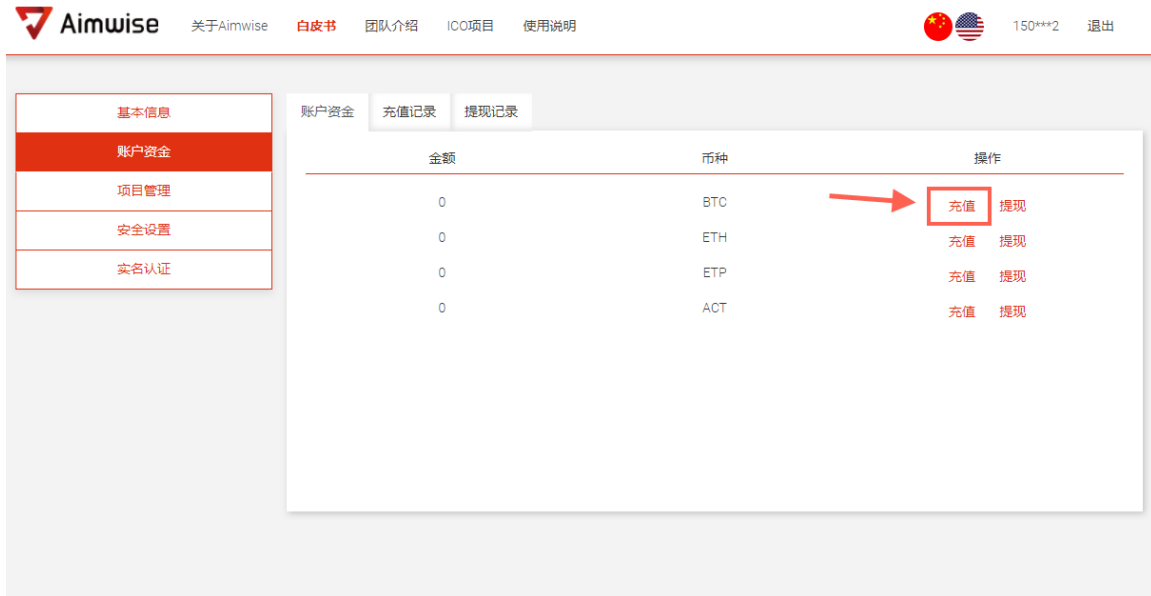 Aimwise 关于Aimwise 白皮书 团队介绍 ICO项目 使用说明 150***2 退出
基本信息
账户资金
项目管理
安全设置
实名认证
账户资金 充值记录 提现记录
金额 币种 操作
0 BTC 充值 提现
0 ETH 充值 提现
0 ETP 充值 提现
0 ACT 充值 提现